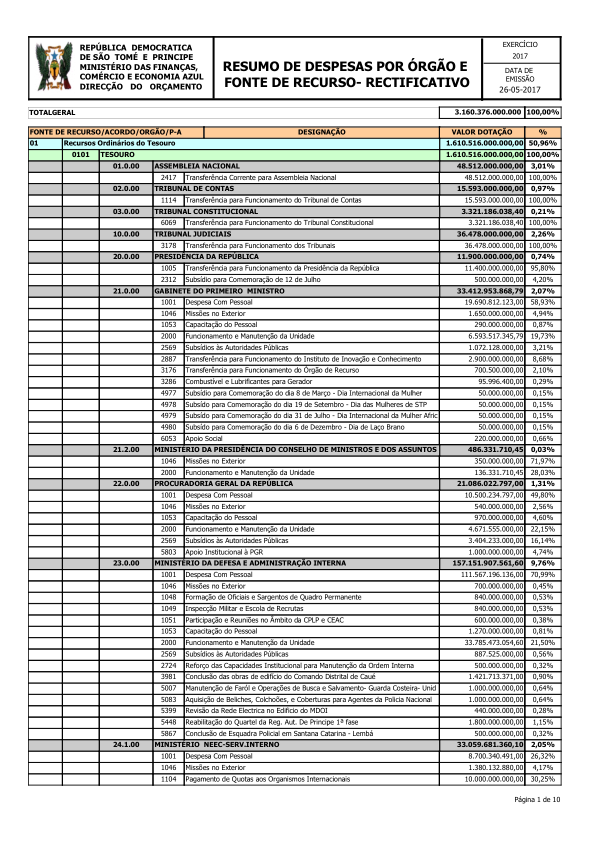 REPÚBLICA DEMOCRATICA
DE SÃO TOMÉ E PRINCIPE
MINISTÉRIO DAS FINANÇAS,
COMÉRCIO E ECONOMIA AZUL
DIRECÇÃO DO ORÇAMENTO
RESUMO DE DESPESAS POR ÓRGÃO E
FONTE DE RECURSO- RECTIFICATIVO
EXERCÍCIO
2017
DATA DE
EMISSÃO
26-05-2017
TOTALGERAL 3.160.376.000.000 100,00%
FONTE DE RECURSO/ACORDO/ORGÃO/P-A DESIGNAÇÃO VALOR DOTAÇÃO %
01 Recursos Ordinários do Tesouro 1.610.516.000.000,00 50,96%
0101 TESOURO 1.610.516.000.000,00 100,00%
01.0.00 ASSEMBLEIA NACIONAL 48.512.000.000,00 3,01%
2417 Transferência Corrente para Assembleia Nacional 48.512.000.000,00 100,00%
02.0.00 TRIBUNAL DE CONTAS 15.593.000.000,00 0,97%
1114 Transferência para Funcionamento do Tribunal de Contas 15.593.000.000,00 100,00%
03.0.00 TRIBUNAL CONSTITUCIONAL 3.321.186.038,40 0,21%
6069 Transferência para Funcionamento do Tribunal Constitucional 3.321.186.038,40 100,00%
10.0.00 TRIBUNAL JUDICIAIS 36.478.000.000,00 2,26%
3178 Transferência para Funcionamento dos Tribunais 36.478.000.000,00 100,00%
20.0.00 PRESIDÊNCIA DA REPÚBLICA 11.900.000.000,00 0,74%
1005 Transferência para Funcionamento da Presidência da República 11.400.000.000,00 95,80%
2312 Subsídio para Comemoração de 12 de Julho 500.000.000,00 4,20%
21.0.00 GABINETE DO PRIMEIRO MINISTRO 33.412.953.868,79 2,07%
1001 Despesa Com Pessoal 19.690.812.123,00 58,93%
1046 Missões no Exterior 1.650.000.000,00 4,94%
1053 Capacitação do Pessoal 290.000.000,00 0,87%
2000 Funcionamento e Manutenção da Unidade 6.593.517.345,79 19,73%
2569 Subsídios às Autoridades Públicas 1.072.128.000,00 3,21%
2887 Transferência para Funcionamento do Instituto de Inovação e Conhecimento 2.900.000.000,00 8,68%
3176 Transferência para Funcionamento do Órgão de Recurso 700.500.000,00 2,10%
3286 Combustível e Lubrificantes para Gerador 95.996.400,00 0,29%
4977 Subsído para Comemoração do dia 8 de Março - Dia Internacional da Mulher 50.000.000,00 0,15%
4978 Subsído para Comemoração do dia 19 de Setembro - Dia das Mulheres de STP 50.000.000,00 0,15%
4979 Subsído para Comemoração do dia 31 de Julho - Dia Internacional da Mulher Afric 50.000.000,00 0,15%
4980 Subsído para Comemoração do dia 6 de Dezembro - Dia de Laço Brano 50.000.000,00 0,15%
6053 Apoio Social 220.000.000,00 0,66%
21.2.00 MINISTÉRIO DA PRESIDÊNCIA DO CONSELHO DE MINISTROS E DOS ASSUNTOS 486.331.710,45 0,03%
1046 Missões no Exterior 350.000.000,00 71,97%
2000 Funcionamento e Manutenção da Unidade 136.331.710,45 28,03%
22.0.00 PROCURADORIA GERAL DA REPÚBLICA 21.086.022.797,00 1,31%
1001 Despesa Com Pessoal 10.500.234.797,00 49,80%
1046 Missões no Exterior 540.000.000,00 2,56%
1053 Capacitação do Pessoal 970.000.000,00 4,60%
2000 Funcionamento e Manutenção da Unidade 4.671.555.000,00 22,15%
2569 Subsídios às Autoridades Públicas 3.404.233.000,00 16,14%
5803 Apoio Institucional à PGR 1.000.000.000,00 4,74%
23.0.00 MINISTÉRIO DA DEFESA E ADMINISTRAÇÃO INTERNA 157.151.907.561,60 9,76%
1001 Despesa Com Pessoal 111.567.196.136,00 70,99%
1046 Missões no Exterior 700.000.000,00 0,45%
1048 Formação de Oficiais e Sargentos de Quadro Permanente 840.000.000,00 0,53%
1049 Inspecção Militar e Escola de Recrutas 840.000.000,00 0,53%
1051 Participação e Reuniões no Âmbito da CPLP e CEAC 600.000.000,00 0,38%
1053 Capacitação do Pessoal 1.270.000.000,00 0,81%
2000 Funcionamento e Manutenção da Unidade 33.785.473.054,60 21,50%
2569 Subsídios às Autoridades Públicas 887.525.000,00 0,56%
2724 Reforço das Capacidades Institucional para Manutenção da Ordem Interna 500.000.000,00 0,32%
3981 Conclusão das obras de edifício do Comando Distrital de Caué 1.421.713.371,00 0,90%
5007 Manutenção de Faról e Operações de Busca e Salvamento- Guarda Costeira- Unid 1.000.000.000,00 0,64%
5083 Aquisição de Beliches, Colchoões, e Coberturas para Agentes da Policia Nacional 1.000.000.000,00 0,64%
5399 Revisão da Rede Electrica no Edificio do MDOI 440.000.000,00 0,28%
5448 Reabilitação do Quartel da Reg. Aut. De Principe 1ª fase 1.800.000.000,00 1,15%
5867 Conclusão de Esquadra Policial em Santana Catarina - Lembá 500.000.000,00 0,32%
24.1.00 MINISTÉRIO NEEC-SERV.INTERNO 33.059.681.360,10 2,05%
1001 Despesa Com Pessoal 8.700.340.491,00 26,32%
1046 Missões no Exterior 1.380.132.880,00 4,17%
1104 Pagamento de Quotas aos Organismos Internacionais 10.000.000.000,00 30,25%
Página 1 de 10